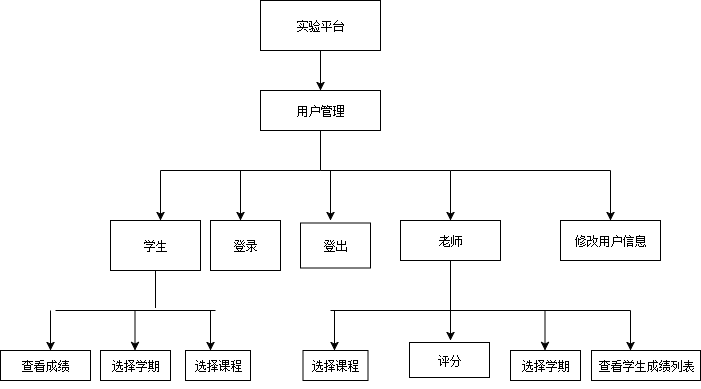 实验平台
用户管理
学生
登录
登出
老师
修改用户信息
查看成绩
选择学期
选择课程
选择课程
评分
选择学期
查看学生成绩列表